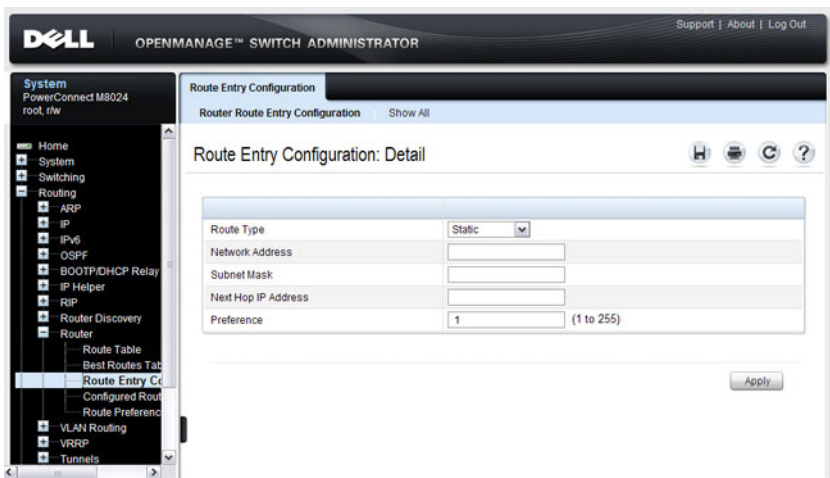 DELL
OPENMANAGE™ SWITCH ADMINISTRATOR
Support | About | Log Out
System
PowerConnect M8024
root, r/w
Home
System
Switching
Routing
ARP
IP
IPv6
OSPF
BOOTP/DHCP Relay
IP Helper
RIP
Router Discovery
Router
Route Table
Best Routes Tab
Route Entry Co
Configured Rout
Route Preferenc
VLAN Routing
VRRP
Tunnels
Route Entry Configuration
Router Route Entry Configuration Show All
Route Entry Configuration: Detail
?
Route Type Static
Network Address
Subnet Mask
Next Hop IP Address
Preference 1 (1 to 255)
Apply